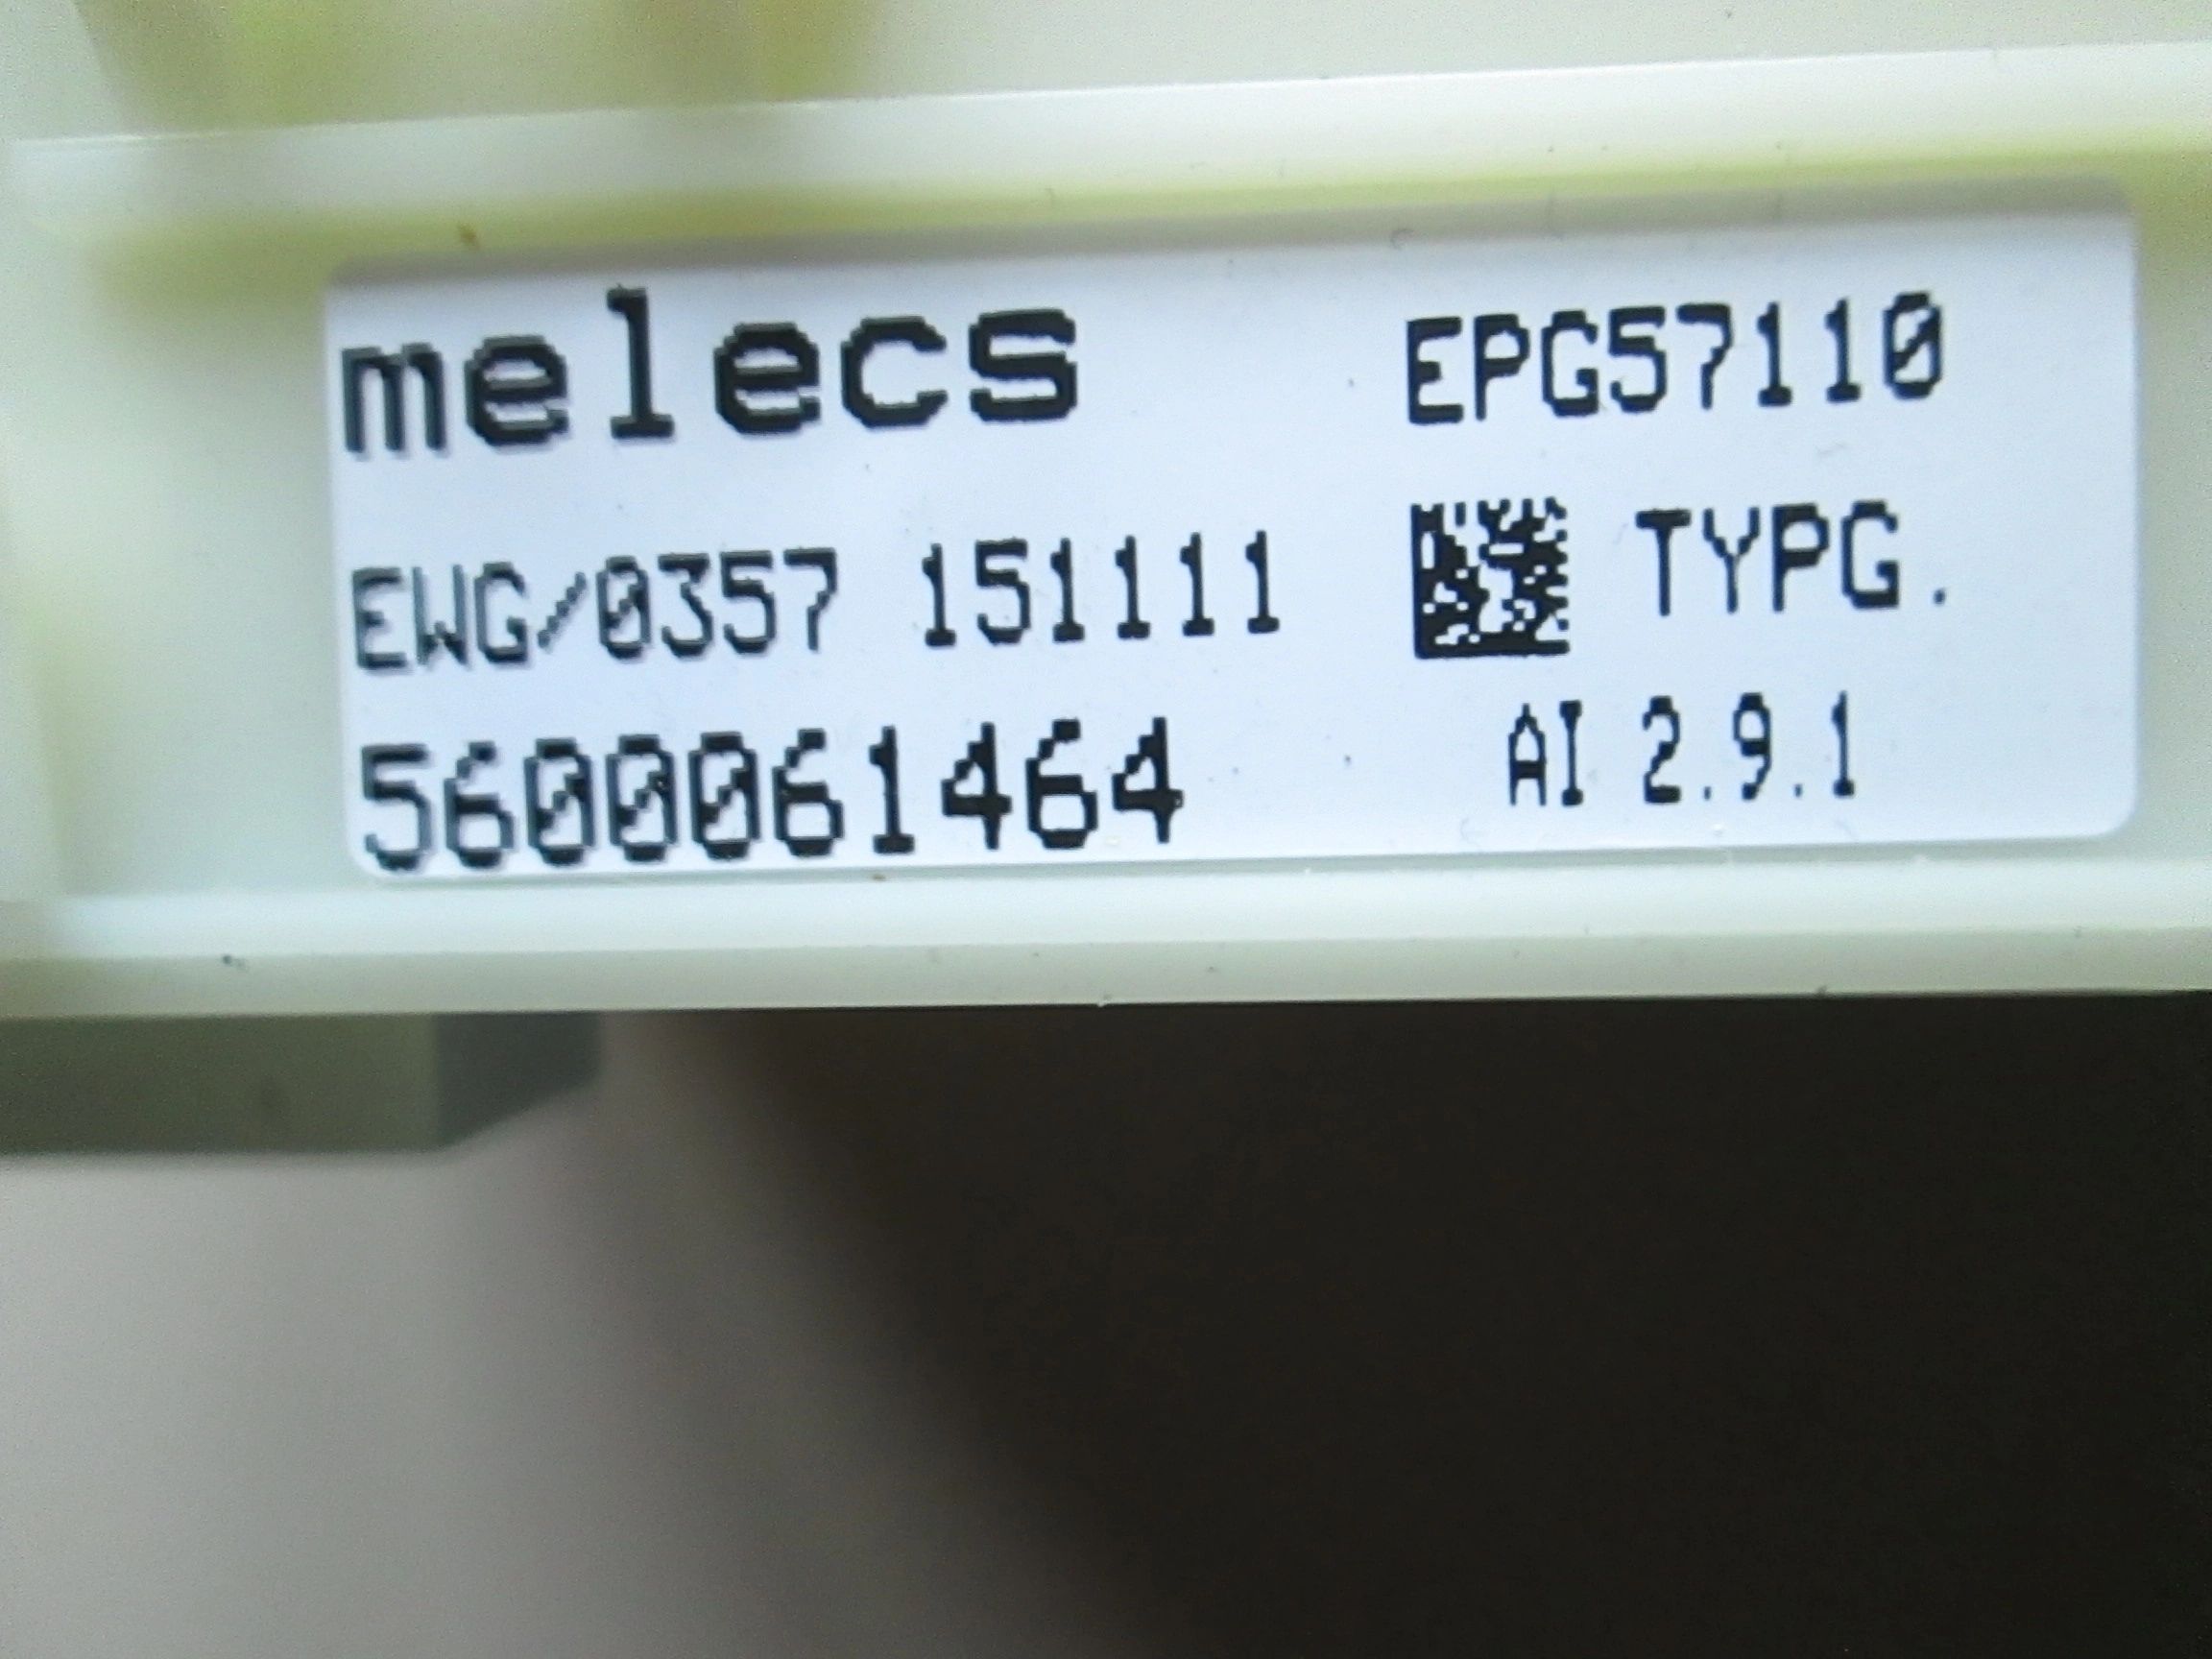 melecs EPG57110
EWG/0357 151111 TYPG.
5600061464 AI 2.9.1